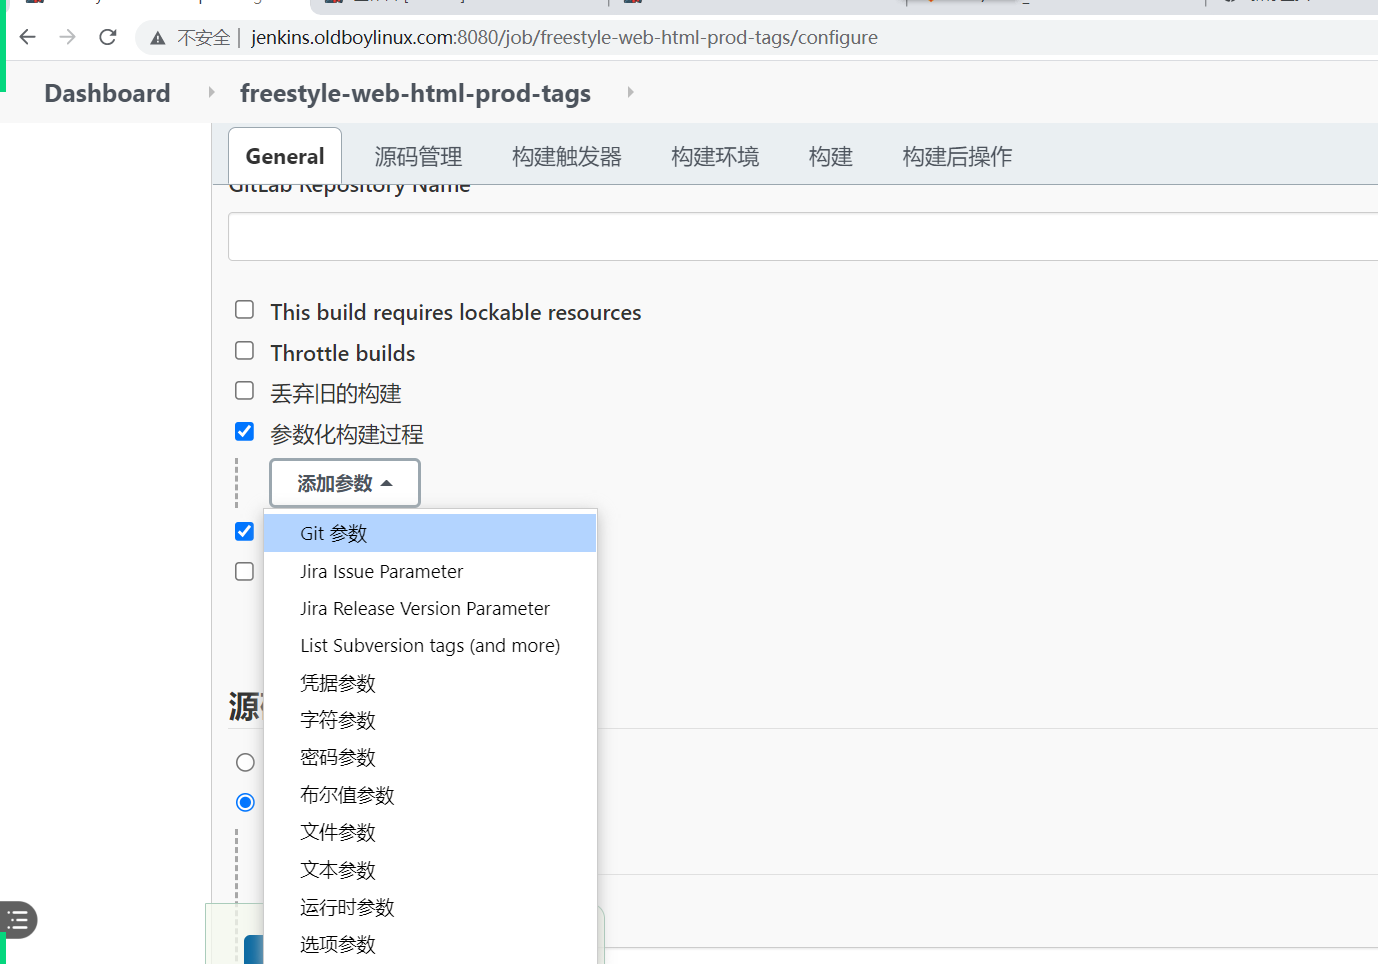 不安全 | jenkins.oldboylinux.com:8080/job/freestyle-web-html-prod-tags/configure
Dashboard freestyle-web-html-prod-tags
General 源码管理 构建触发器 构建环境 构建 构建后操作
GitLab Repository Name
This build requires lockable resources
Throttle builds
丢弃旧的构建
参数化构建过程
添加参数
Git 参数
Jira Issue Parameter
Jira Release Version Parameter
List Subversion tags (and more)
凭据参数
源
字符参数
密码参数
布尔值参数
文件参数
文本参数
运行时参数
选项参数